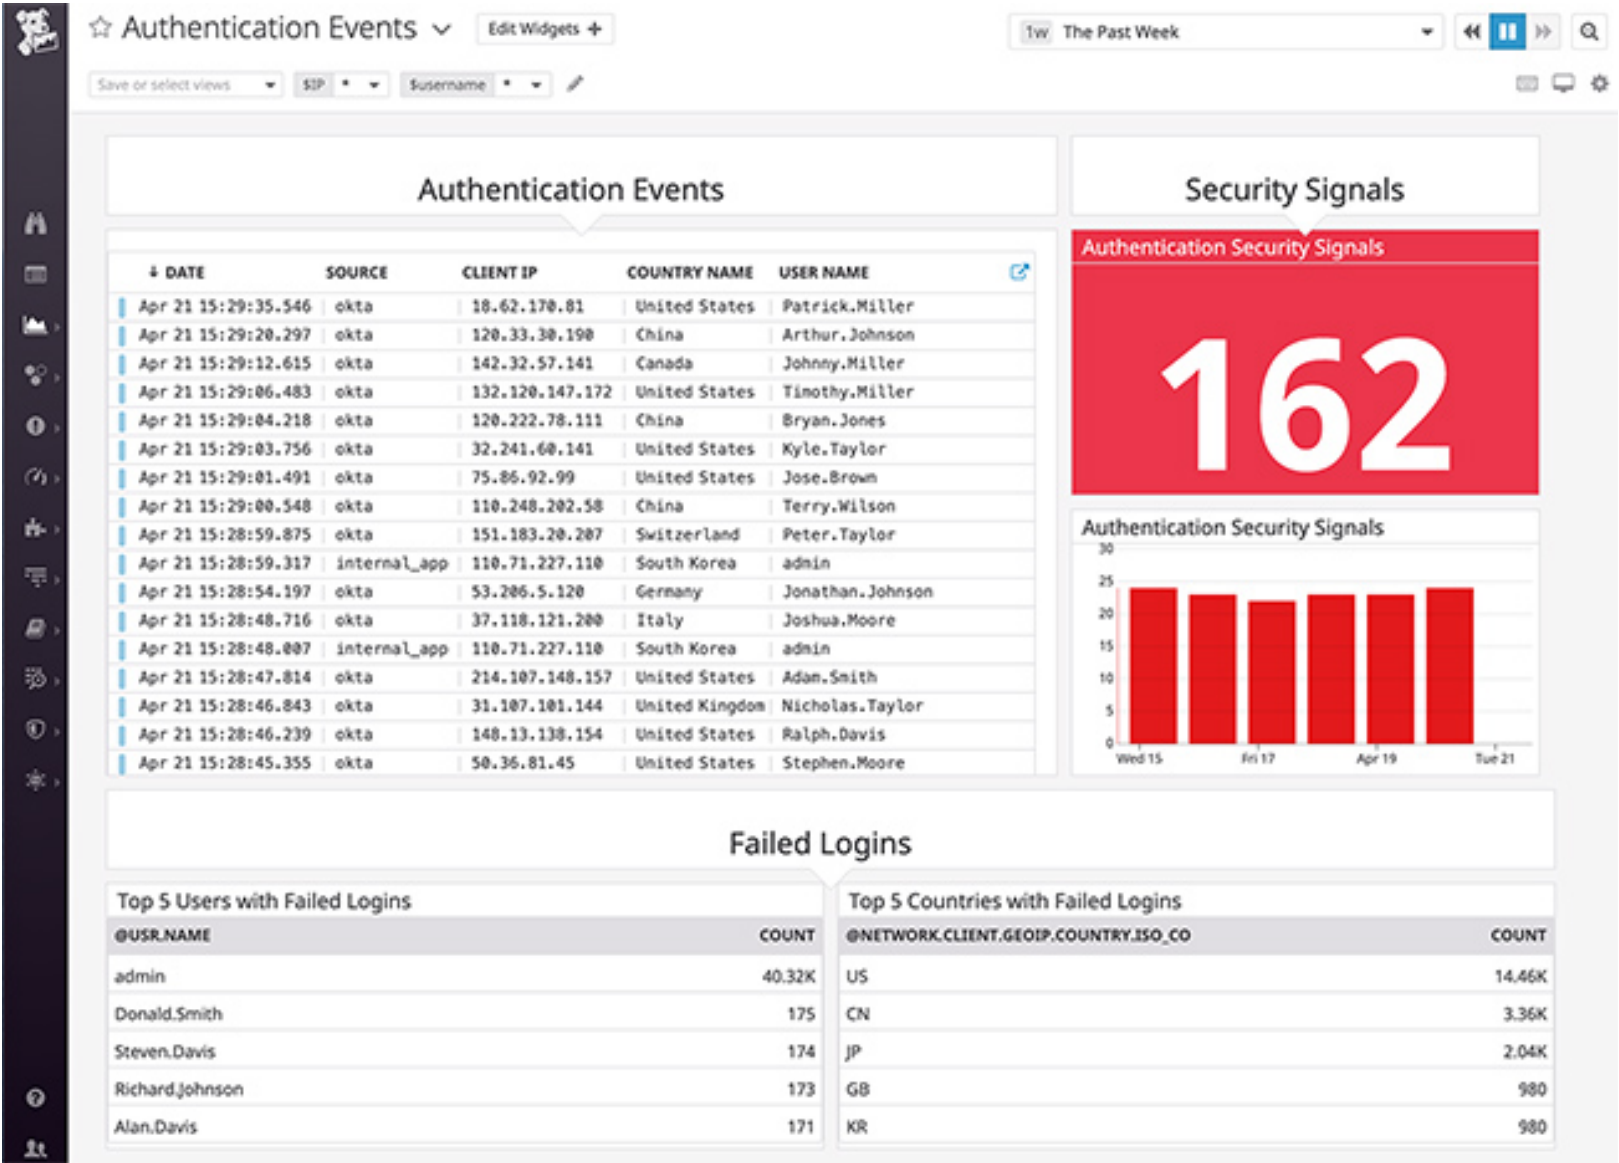 Authentication Events
Edit Widgets +
1w The Past Week
Save or select views
$IP *
$username *
Authentication Events
Security Signals
DATE SOURCE CLIENT IP COUNTRY NAME USER NAME
Apr 21 15:29:35.546 okta 18.62.170.81 United States Patrick.Miller
Apr 21 15:29:20.297 okta 120.33.30.190 China Arthur.Johnson
Apr 21 15:29:12.615 okta 142.32.57.141 Canada Johnny.Miller
Apr 21 15:29:06.483 okta 132.120.147.172 United States Timothy.Miller
Apr 21 15:29:04.218 okta 120.222.78.111 China Bryan.Jones
Apr 21 15:29:03.756 okta 32.241.60.141 United States Kyle.Taylor
Apr 21 15:29:01.491 okta 75.86.92.99 United States Jose.Brown
Apr 21 15:29:00.548 okta 110.248.202.58 China Terry.Wilson
Apr 21 15:28:59.875 okta 151.183.20.207 Switzerland Peter.Taylor
Apr 21 15:28:59.317 internal_app 110.71.227.110 South Korea admin
Apr 21 15:28:54.197 okta 53.206.5.120 Germany Jonathan.Johnson
Apr 21 15:28:48.716 okta 37.118.121.200 Italy Joshua.Moore
Apr 21 15:28:48.007 internal_app 110.71.227.110 South Korea admin
Apr 21 15:28:47.814 okta 214.107.148.157 United States Adam.Smith
Apr 21 15:28:46.843 okta 31.107.101.144 United Kingdom Nicholas.Taylor
Apr 21 15:28:46.239 okta 148.13.138.154 United States Ralph.Davis
Apr 21 15:28:45.355 okta 50.36.81.45 United States Stephen.Moore
Authentication Security Signals
162
Authentication Security Signals
30
25
20
15
10
5
0
Wed 15 Fri 17 Apr 19 Tue 21
Failed Logins
Top 5 Users with Failed Logins
@USR.NAME COUNT
admin 40.32K
Donald.Smith 175
Steven.Davis 174
Richard.Johnson 173
Alan.Davis 171
Top 5 Countries with Failed Logins
@NETWORK.CLIENT.GEOIP.COUNTRY.ISO_CO COUNT
US 14.46K
CN 3.36K
JP 2.04K
GB 980
KR 980